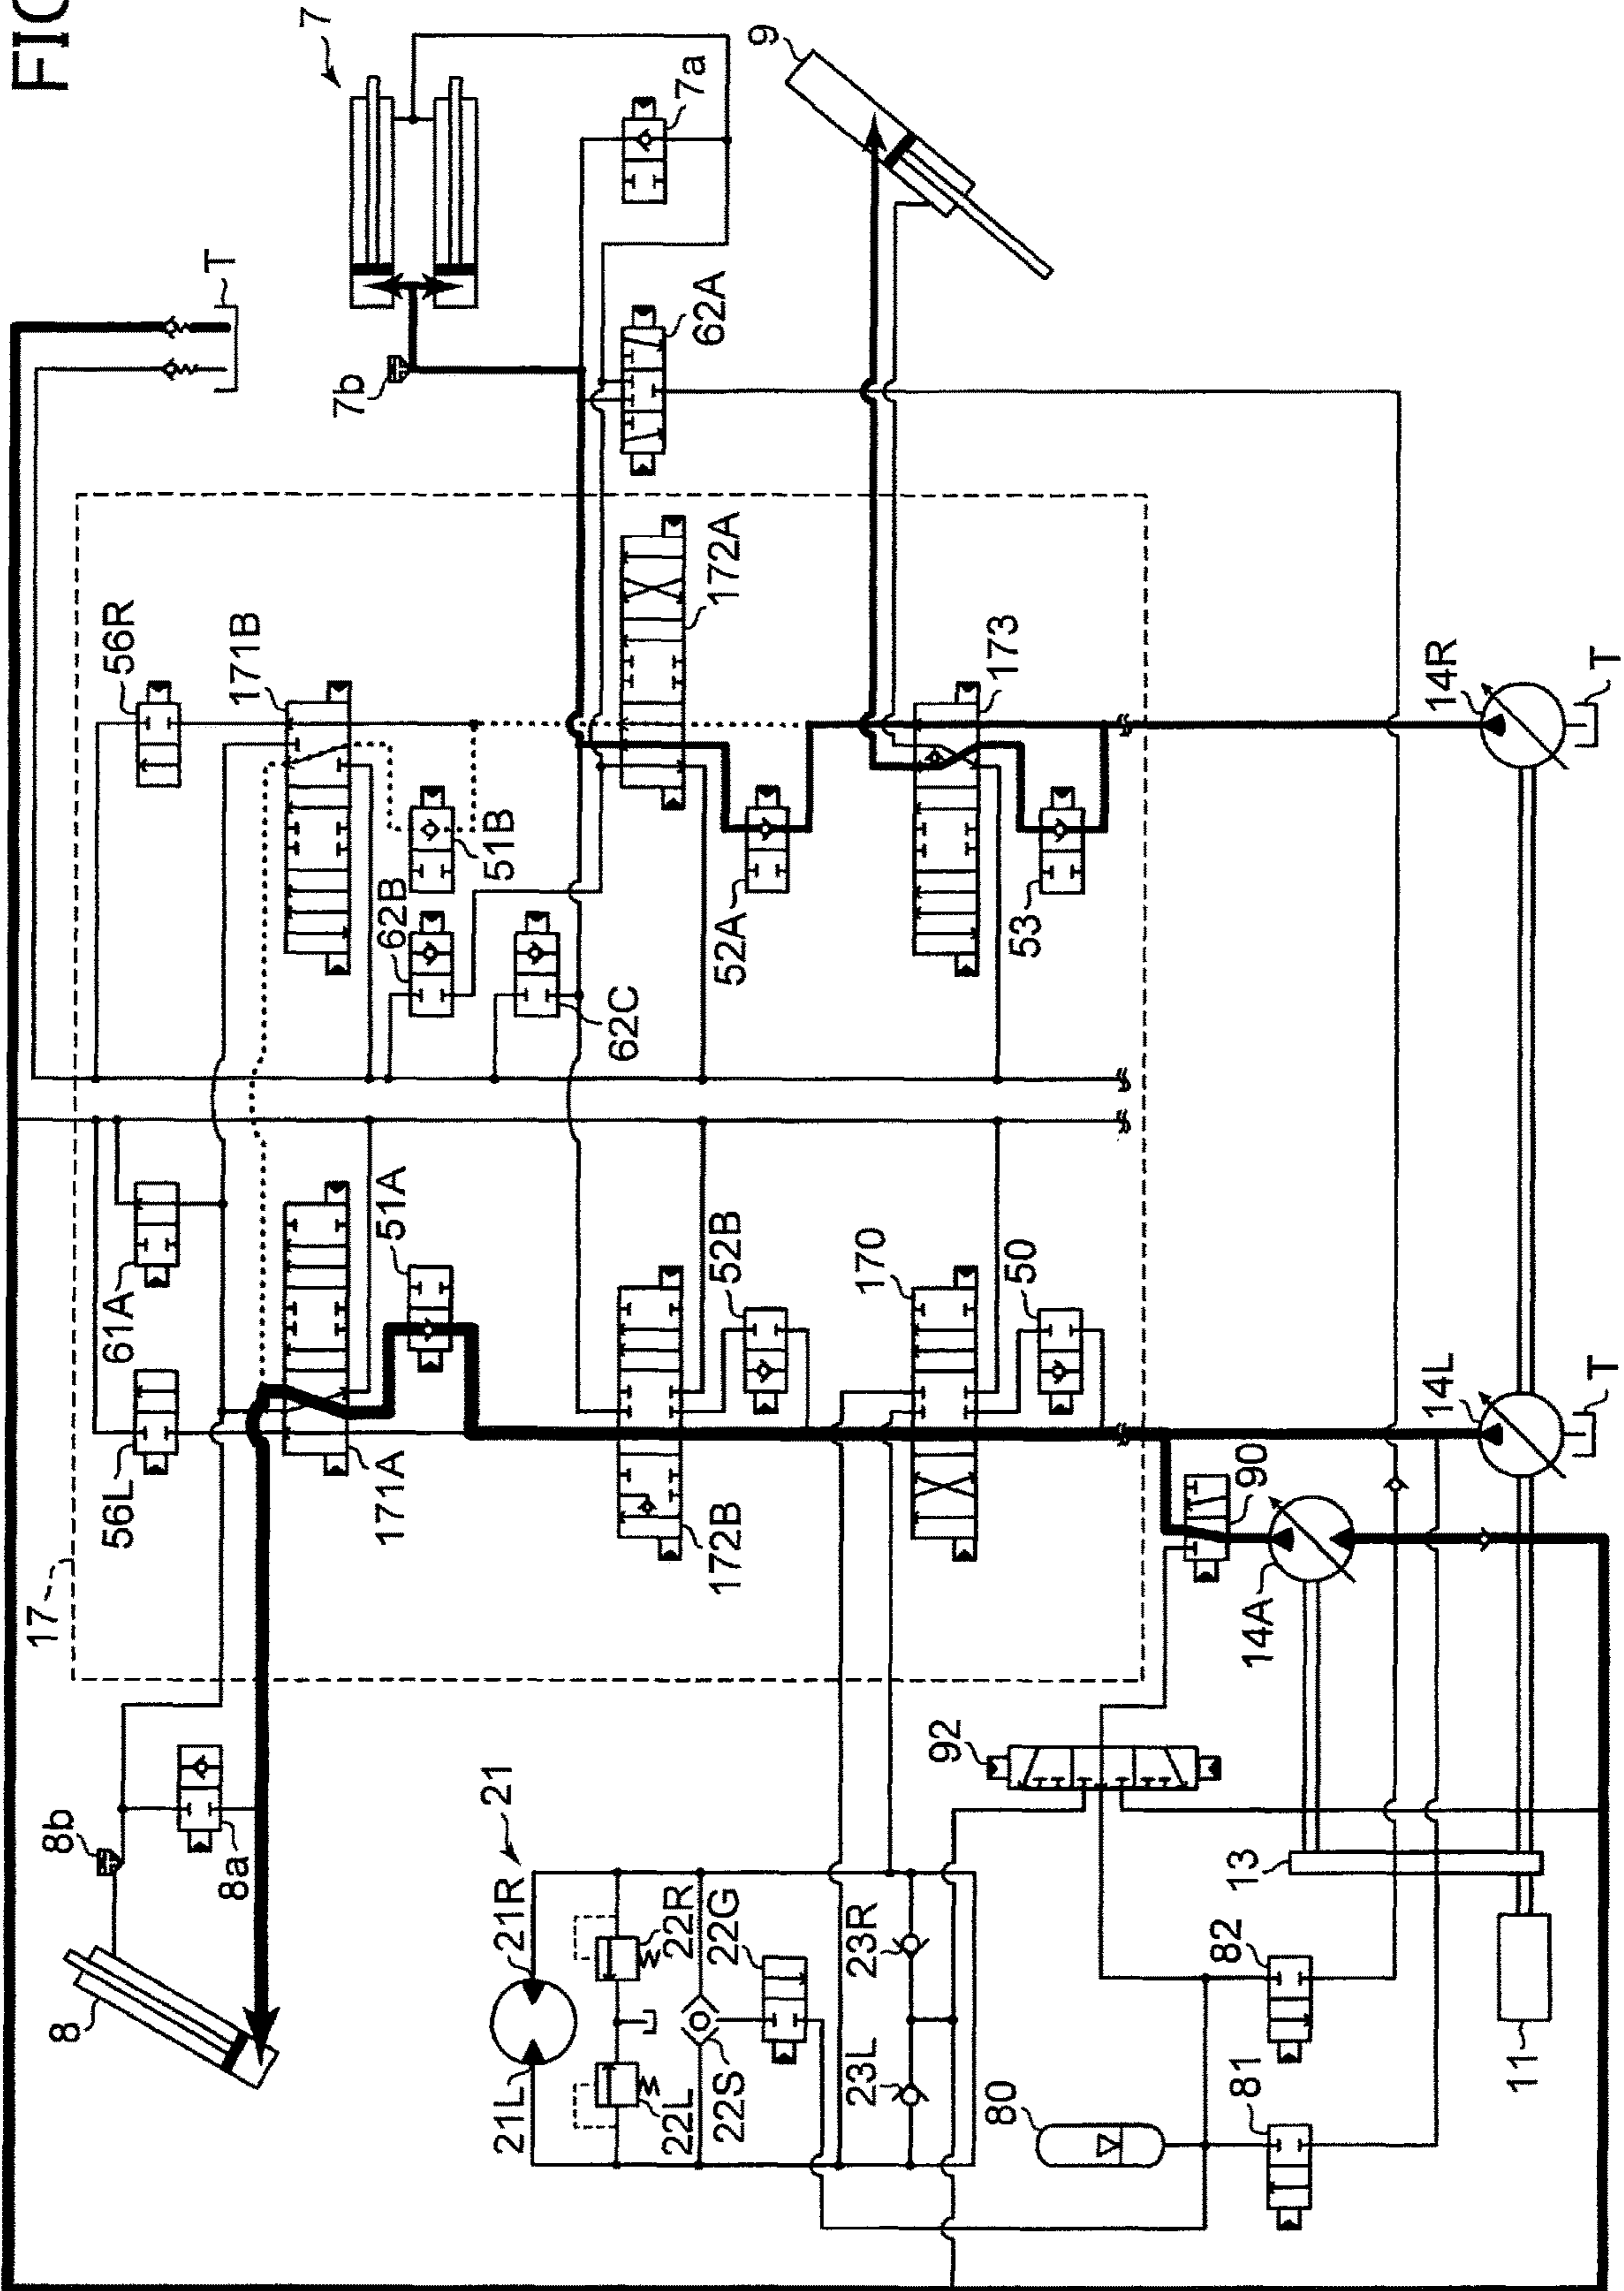 FIG
17
8
8b
8a
56L
61A
56R
T
7
171A
51A
62B
171B
7b
21
21L
21R
51B
22L
22R
62C
7a
22S
22G
172B
52B
52A
172A
62A
9
23L
23R
92
170
50
53
173
80
81
82
13
14A
90
14L
14R
11
T
T